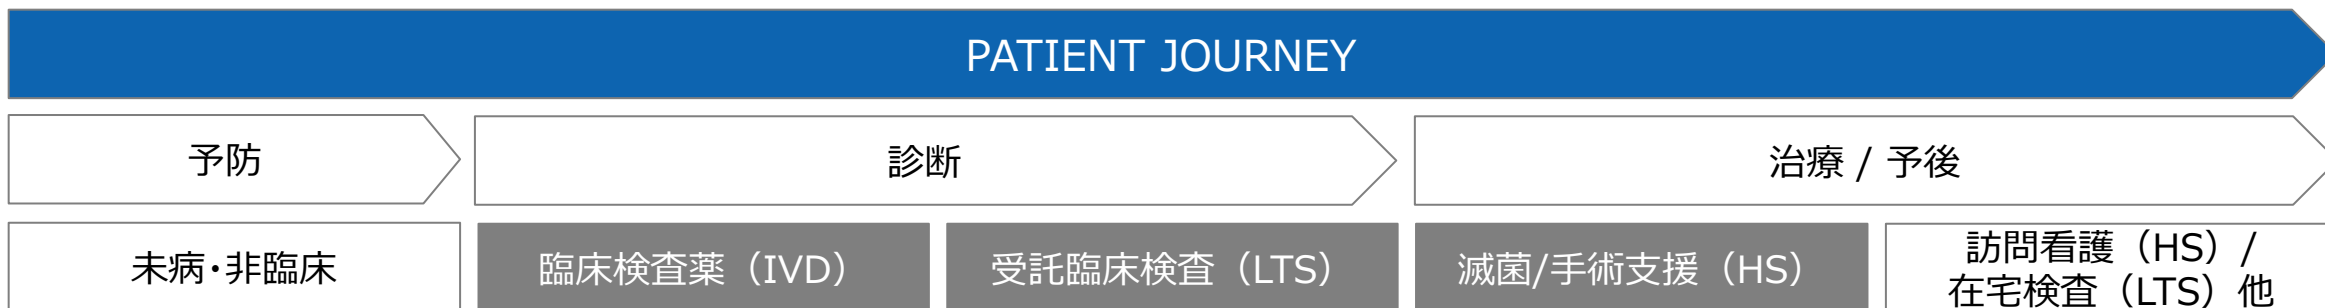 PATIENT JOURNEY
予防
診断
治療 / 予後
未病・非臨床
臨床検査薬（IVD）
受託臨床検査（LTS）
滅菌/手術支援（HS）
訪問看護（HS）/
在宅検査（LTS）他